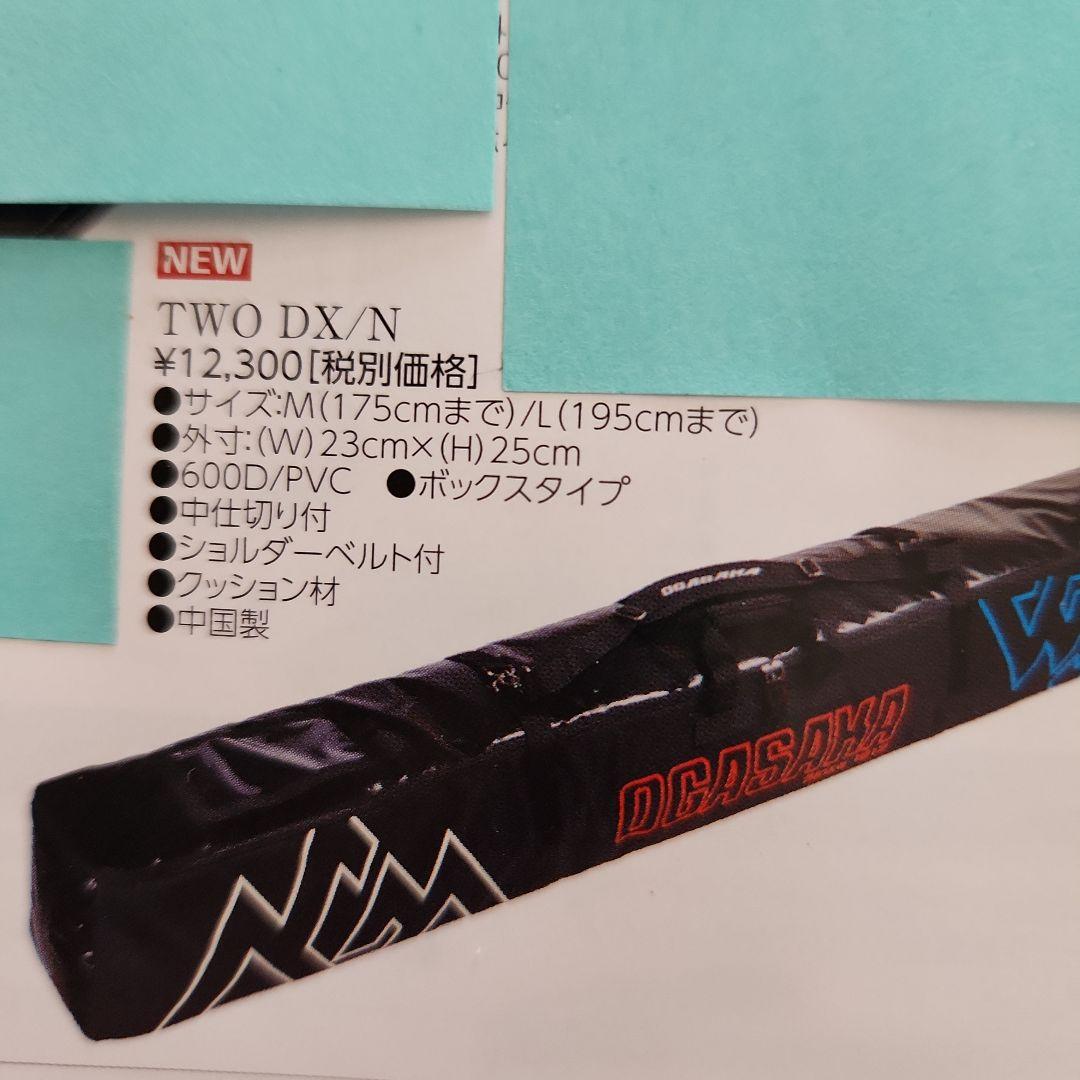 NEW
TWO DX/N
¥12,300[税別価格]
●サイズ:M(175cmまで)/L(195cmまで)
●外寸:(W)23cm×(H)25cm
●600D/PVC ●ボックスタイプ
●中仕切り付
●ショルダーベルト付
●クッション材
●中国製
OGASAKA
OGASAKA